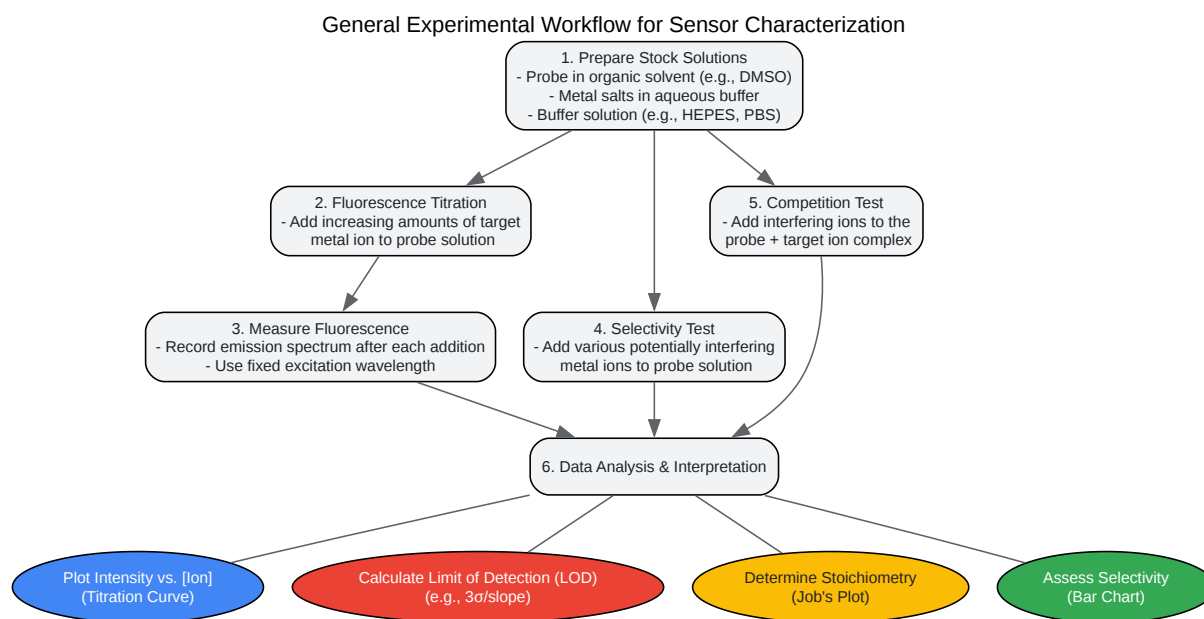 General Experimental Workflow for Sensor Characterization
1. Prepare Stock Solutions
- Probe in organic solvent (e.g., DMSO)
- Metal salts in aqueous buffer
- Buffer solution (e.g., HEPES, PBS)
2. Fluorescence Titration
- Add increasing amounts of target
metal ion to probe solution
5. Competition Test
- Add interfering ions to the
probe + target ion complex
3. Measure Fluorescence
- Record emission spectrum after each addition
- Use fixed excitation wavelength
4. Selectivity Test
- Add various potentially interfering
metal ions to probe solution
6. Data Analysis & Interpretation
Plot Intensity vs. [Ion]
(Titration Curve)
Calculate Limit of Detection (LOD)
(e.g., 3σ/slope)
Determine Stoichiometry
(Job's Plot)
Assess Selectivity
(Bar Chart)